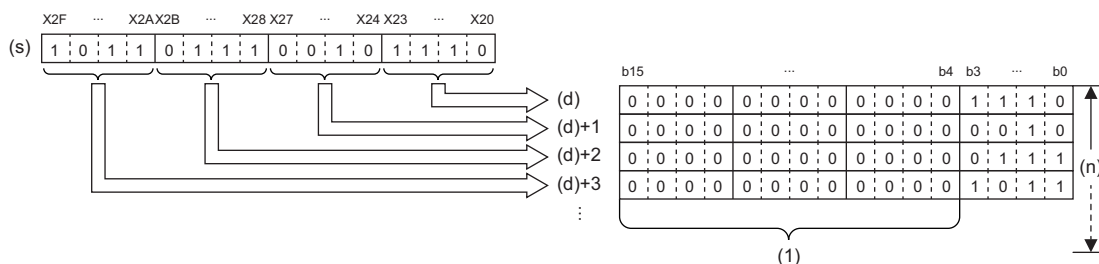 X2F ... X2A X2B X28 X27 X24 X23 ... X20
(s) 1 0 1 1 0 1 1 1 0 0 1 0 1 1 1 0
b15 ... b4 b3 ... b0
(d) 0 0 0 0 0 0 0 0 0 0 0 0 1 1 1 0
(d)+1 0 0 0 0 0 0 0 0 0 0 0 0 0 0 1 0
(d)+2 0 0 0 0 0 0 0 0 0 0 0 0 0 1 1 1
(d)+3 0 0 0 0 0 0 0 0 0 0 0 0 1 0 1 1
(n)
⋮
(1)